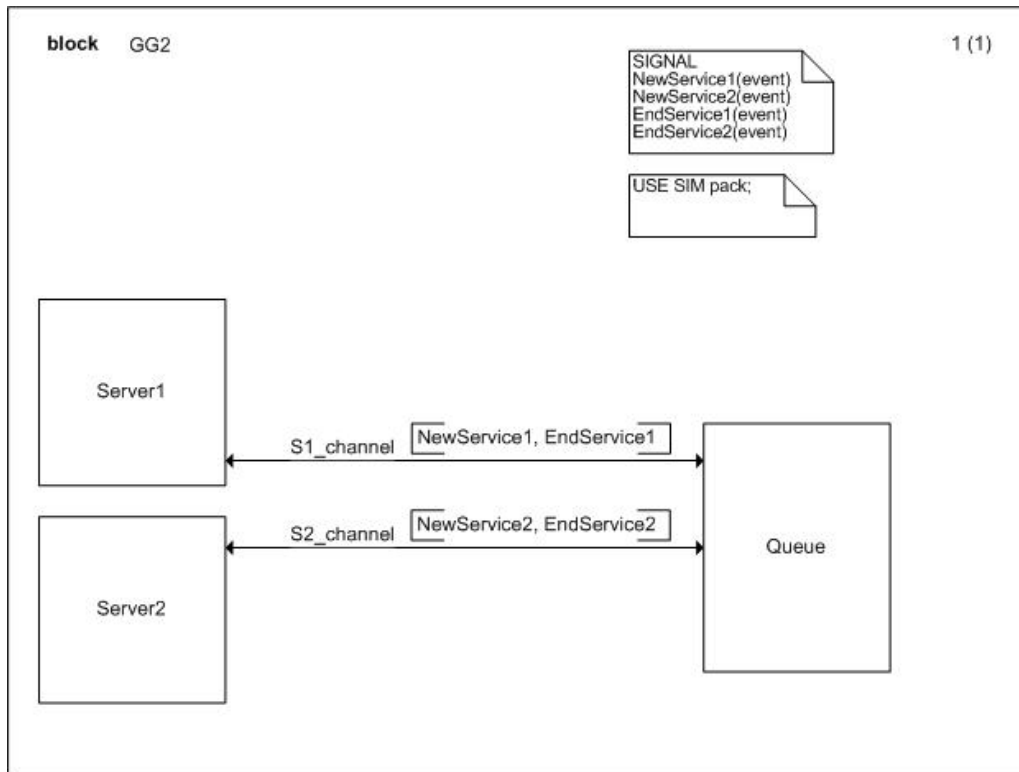 block GG2
1 (1)
SIGNAL
NewService1(event)
NewService2(event)
EndService1(event)
EndService2(event)
USE SIM pack;
Server1
S1_channel
NewService1, EndService1
S2_channel
NewService2, EndService2
Queue
Server2